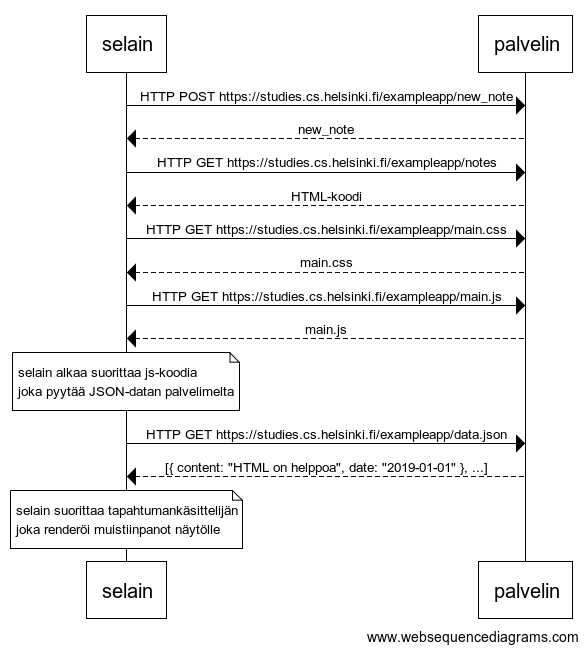 selain palvelin
HTTP POST https://studies.cs.helsinki.fi/exampleapp/new_note
new_note
HTTP GET https://studies.cs.helsinki.fi/exampleapp/notes
HTML-koodi
HTTP GET https://studies.cs.helsinki.fi/exampleapp/main.css
main.css
HTTP GET https://studies.cs.helsinki.fi/exampleapp/main.js
main.js
selain alkaa suorittaa js-koodia
joka pyytää JSON-datan palvelimelta
HTTP GET https://studies.cs.helsinki.fi/exampleapp/data.json
[{ content: "HTML on helppoa", date: "2019-01-01" }, ...]
selain suorittaa tapahtumankäsittelijän
joka renderöi muistiinpanot näytölle
selain palvelin
www.websequencediagrams.com